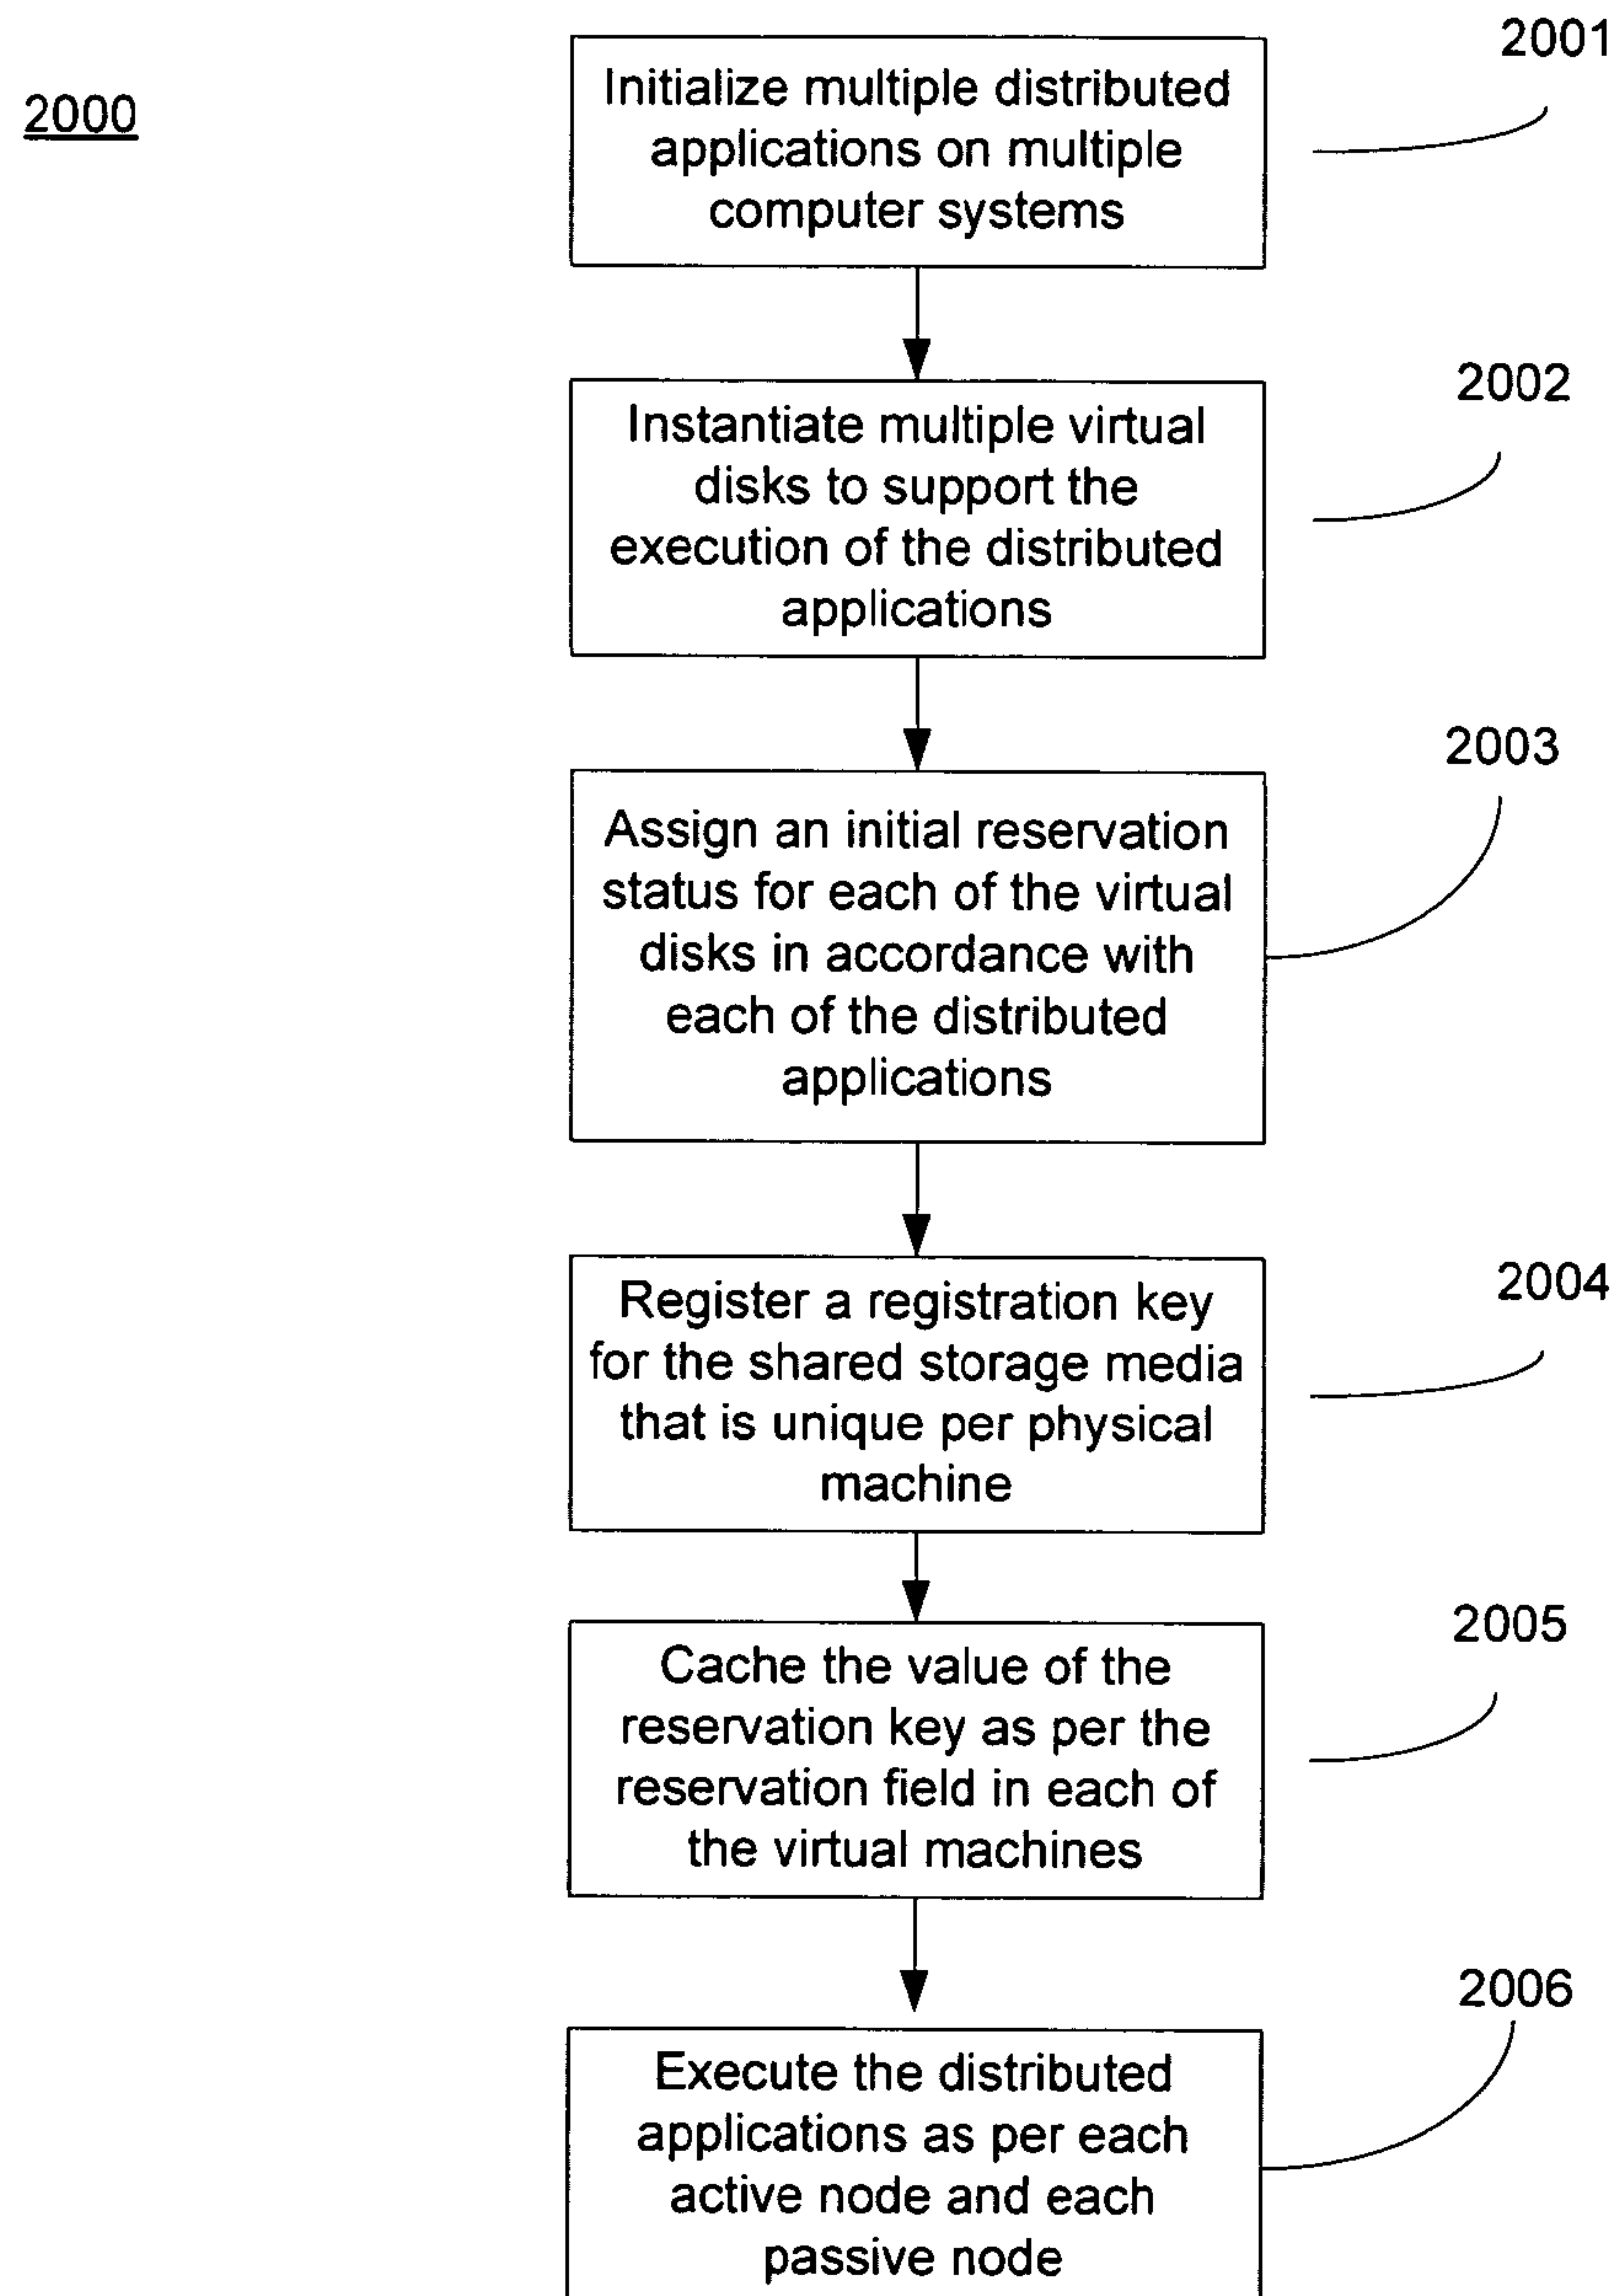 2001
2000
Initialize multiple distributed
applications on multiple
computer systems
2002
Instantiate multiple virtual
disks to support the
execution of the distributed
applications
2003
Assign an initial reservation
status for each of the virtual
disks in accordance with
each of the distributed
applications
2004
Register a registration key
for the shared storage media
that is unique per physical
machine
2005
Cache the value of the
reservation key as per the
reservation field in each of
the virtual machines
2006
Execute the distributed
applications as per each
active node and each
passive node